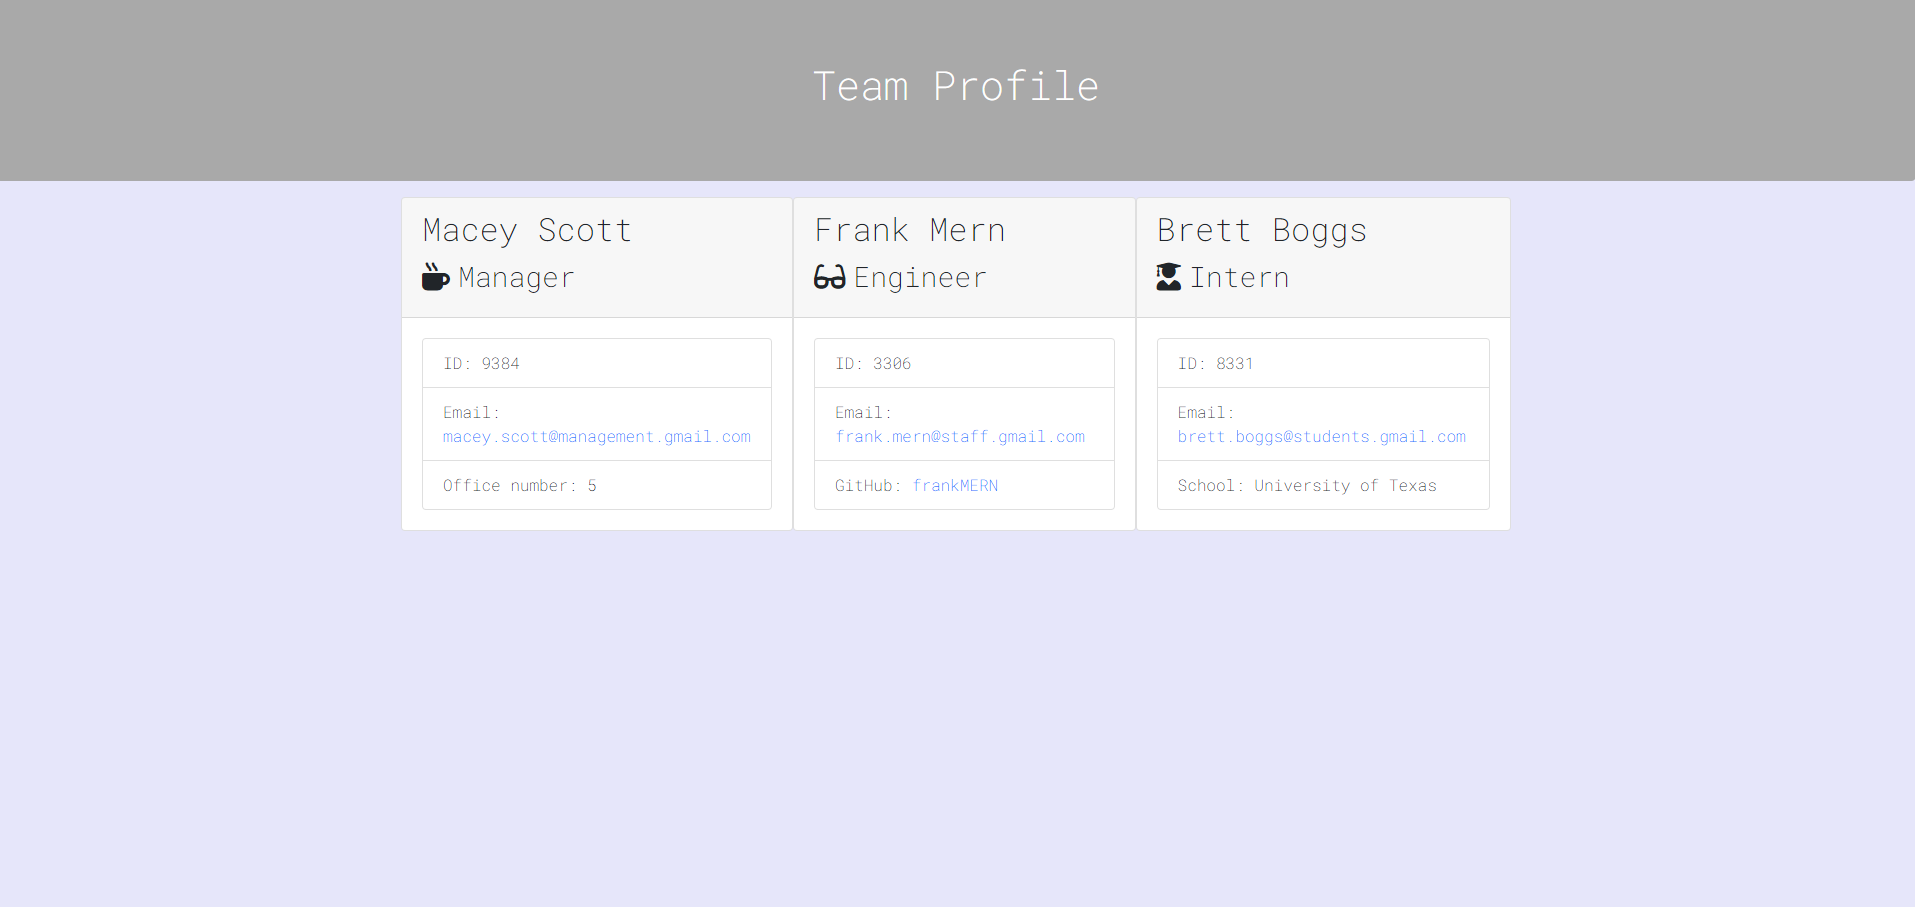 Team Profile
Macey Scott
Manager
ID: 9384
Email:
macey.scott@management.gmail.com
Office number: 5
Frank Mern
Engineer
ID: 3306
Email:
frank.mern@staff.gmail.com
GitHub: frankMERN
Brett Boggs
Intern
ID: 8331
Email:
brett.boggs@students.gmail.com
School: University of Texas